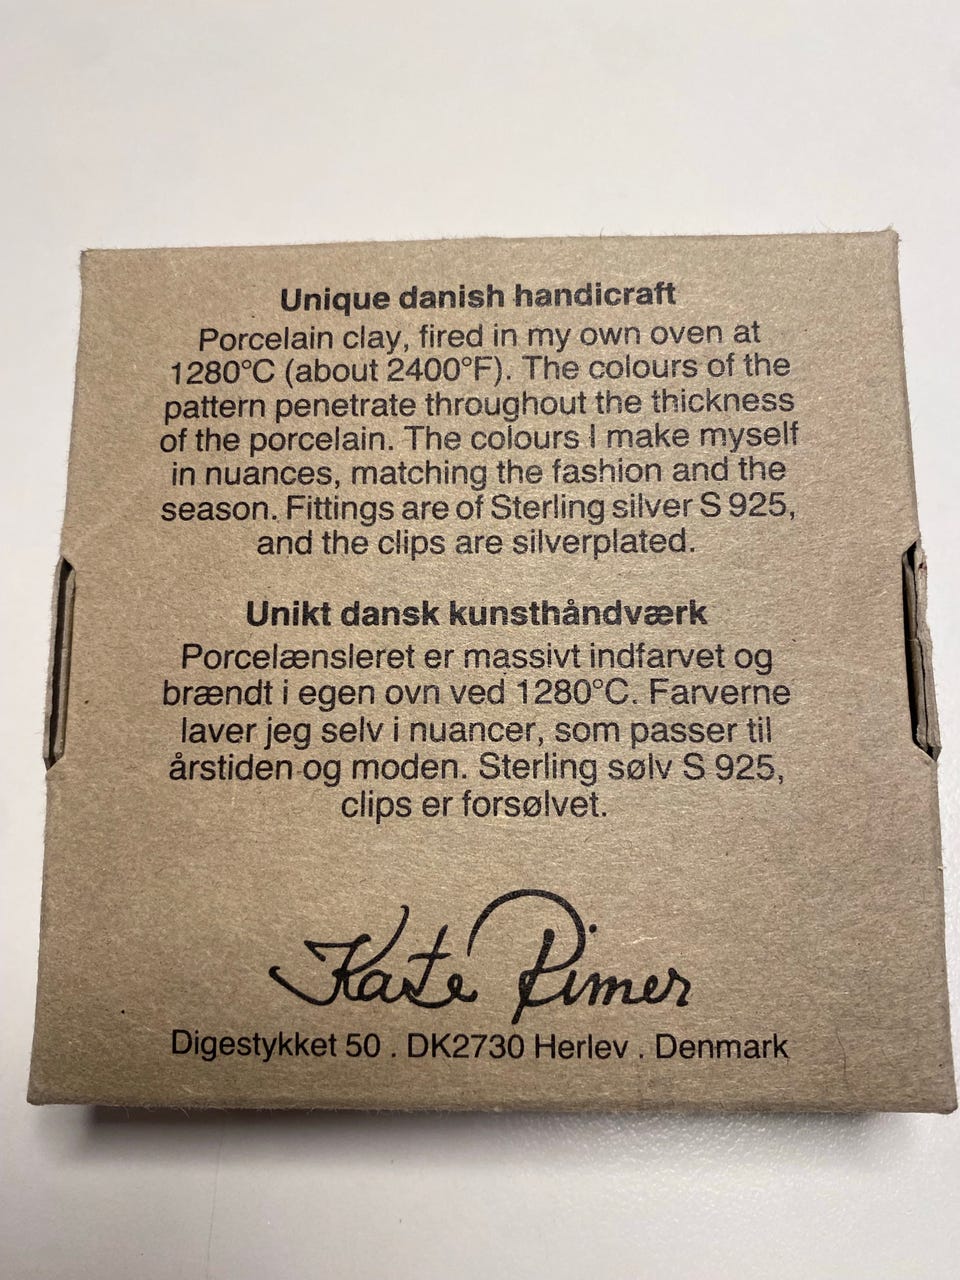 Unique danish handicraft
Porcelain clay, fired in my own oven at
1280°C (about 2400°F). The colours of the
pattern penetrate throughout the thickness
of the porcelain. The colours I make myself
in nuances, matching the fashion and the
season. Fittings are of Sterling silver S 925,
and the clips are silverplated.
Unikt dansk kunsthåndværk
Porcelænsleret er massivt indfarvet og
brændt i egen ovn ved 1280°C. Farverne
laver jeg selv i nuancer, som passer til
årstiden og moden. Sterling sølv S 925,
clips er forsølvet.
Kate Rimer
Digestykket 50 . DK2730 Herlev . Denmark